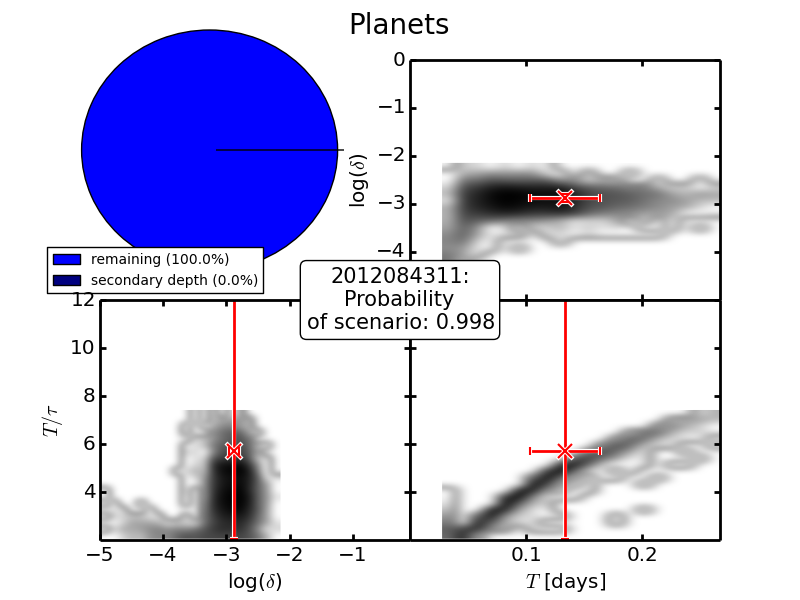 Planets
0
−1
−2
−3
−4
log(δ)
remaining (100.0%)
secondary depth (0.0%)
2012084311:
Probability
of scenario: 0.998
12
10
8
6
4
T/τ
−5 −4 −3 −2 −1
log(δ)
0.1 0.2
T [days]